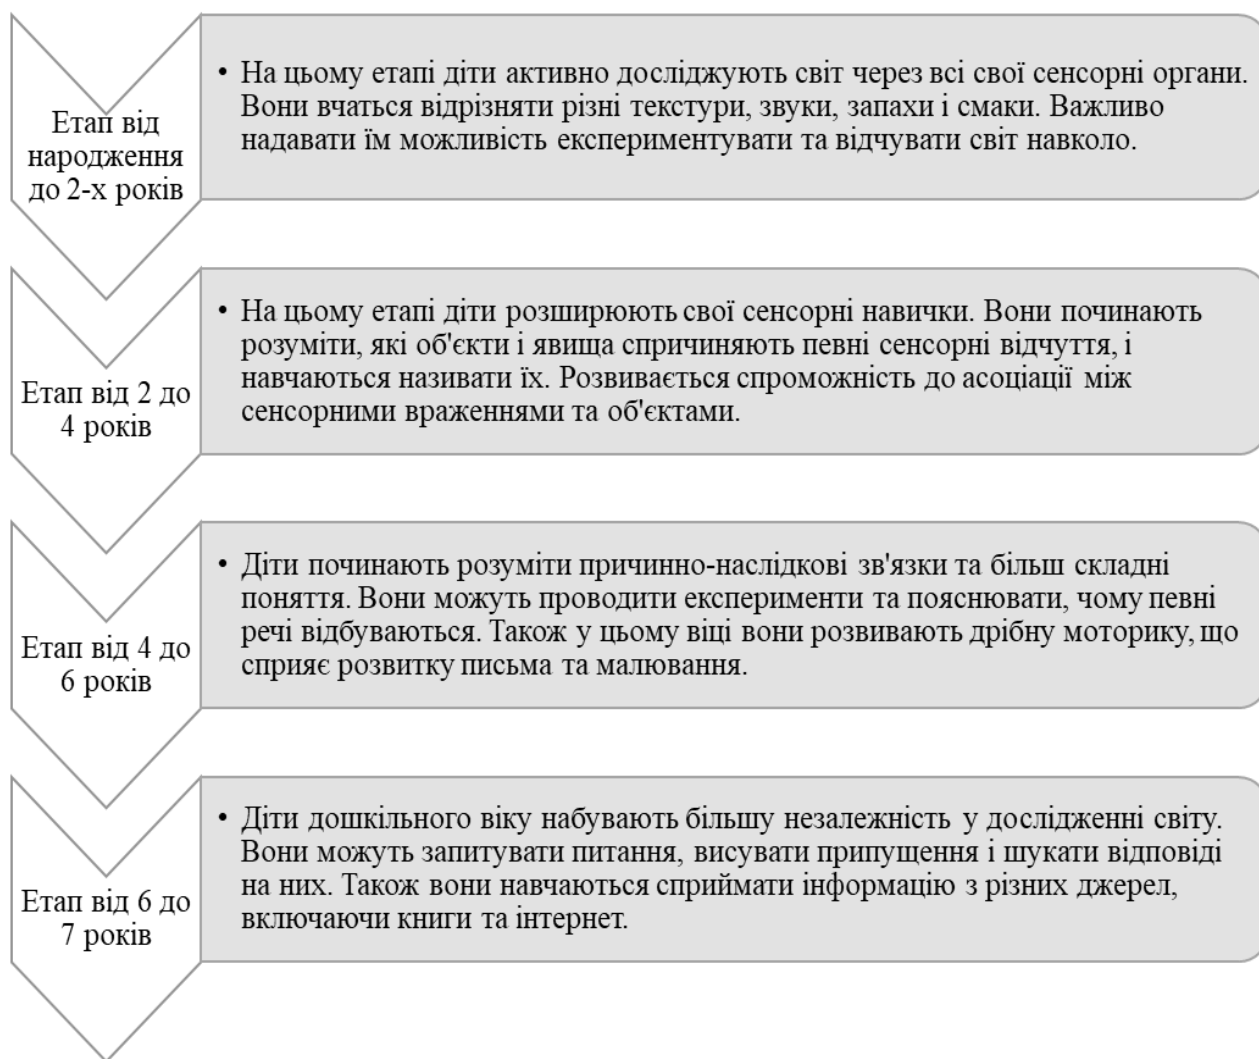 Етап від
народження
до 2-х років
• На цьому етапі діти активно досліджують світ через всі свої сенсорні органи.
Вони вчаться відрізняти різні текстури, звуки, запахи і смаки. Важливо
надавати їм можливість експериментувати та відчувати світ навколо.
Етап від 2 до
4 років
• На цьому етапі діти розширюють свої сенсорні навички. Вони починають
розуміти, які об'єкти і явища спричиняють певні сенсорні відчуття, і
навчаються називати їх. Розвивається спроможність до асоціації між
сенсорними враженнями та об'єктами.
Етап від 4 до
6 років
• Діти починають розуміти причинно-наслідкові зв'язки та більш складні
поняття. Вони можуть проводити експерименти та пояснювати, чому певні
речі відбуваються. Також у цьому віці вони розвивають дрібну моторику, що
сприяє розвитку письма та малювання.
Етап від 6 до
7 років
• Діти дошкільного віку набувають більшу незалежність у дослідженні світу.
Вони можуть запитувати питання, висувати припущення і шукати відповіді
на них. Також вони навчаються сприймати інформацію з різних джерел,
включаючи книги та інтернет.